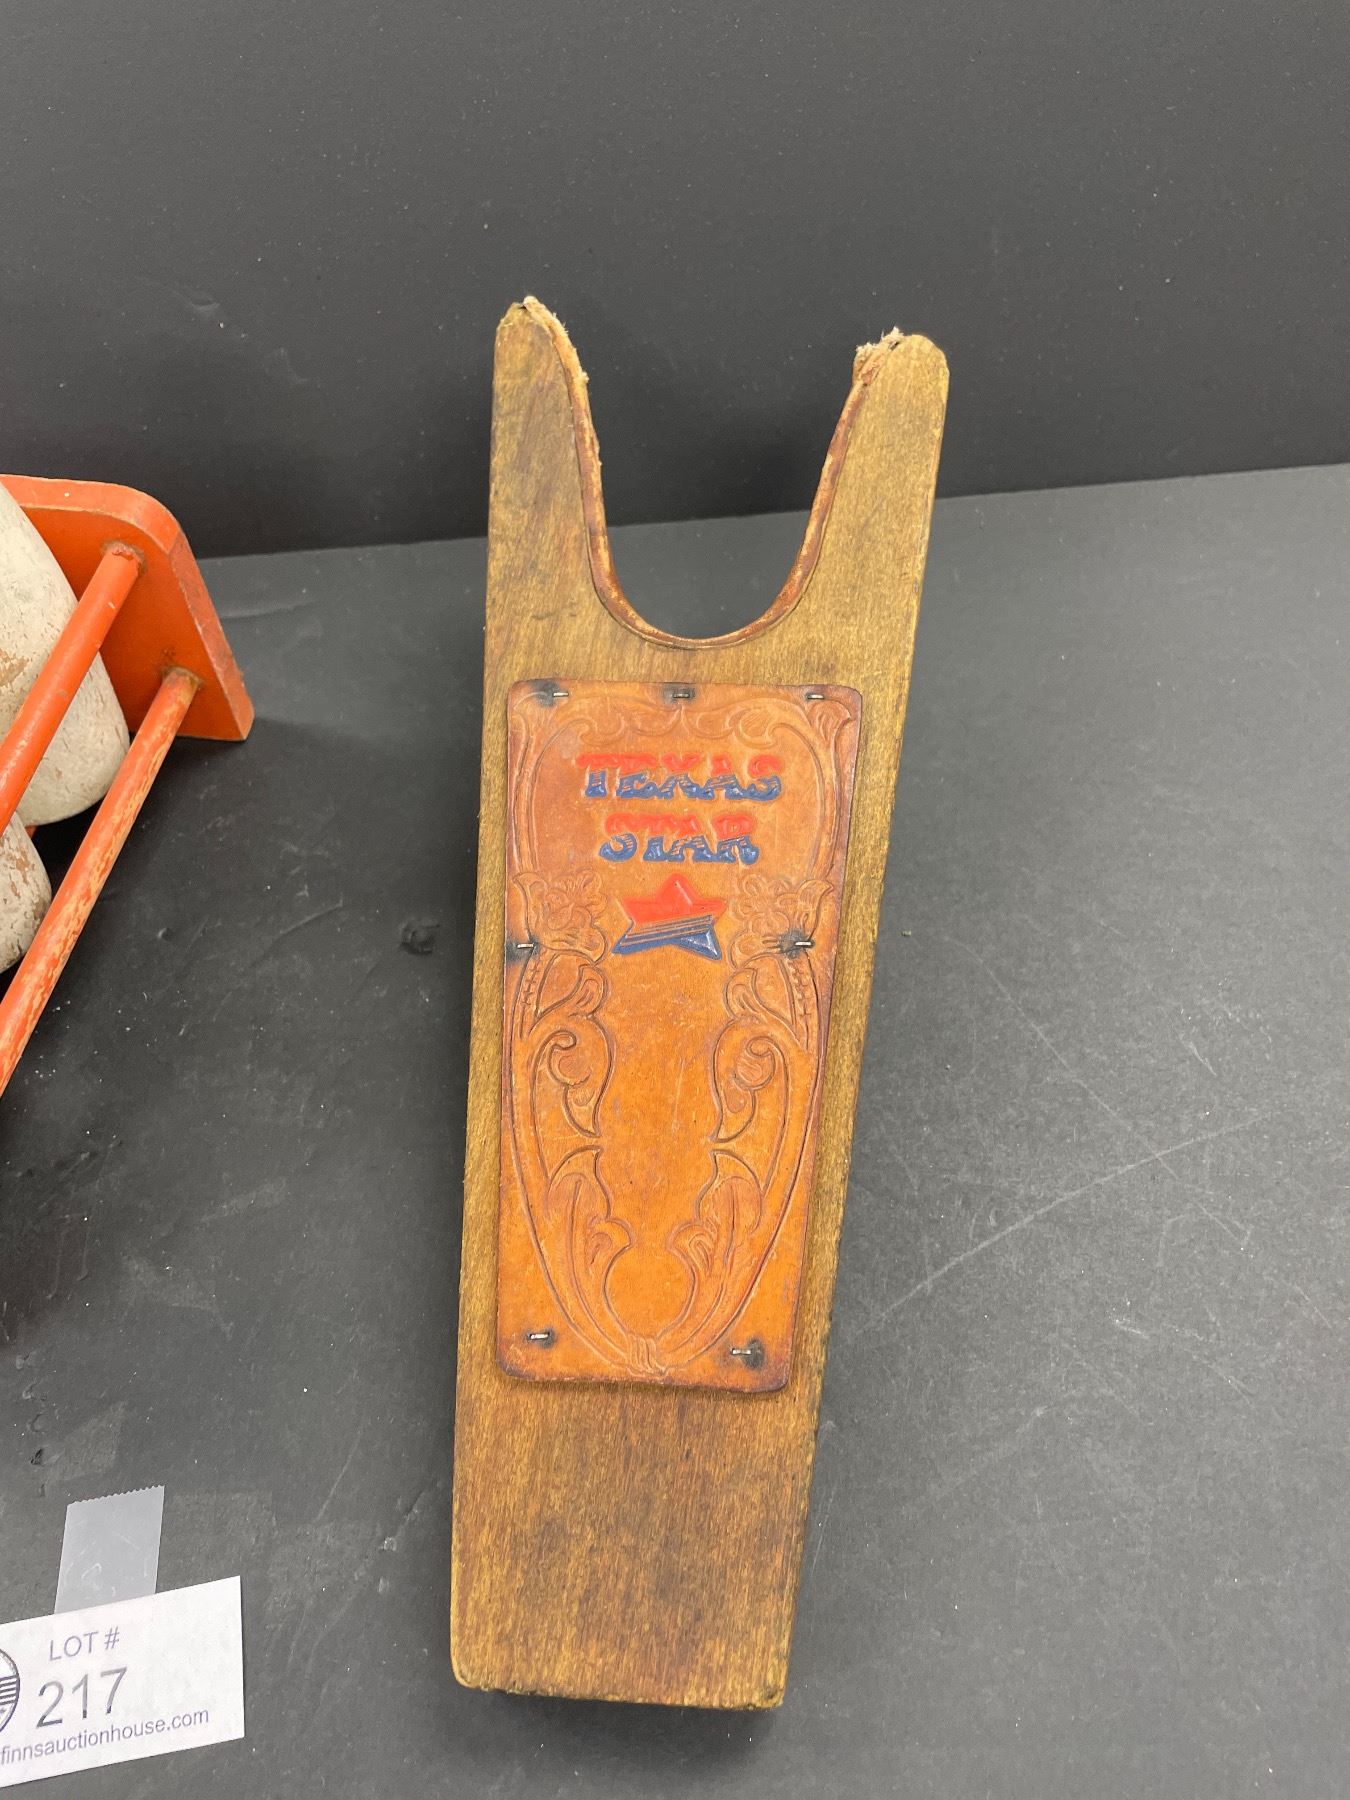 TEXAS
STAR
LOT #
217
finnsauctionhouse.com